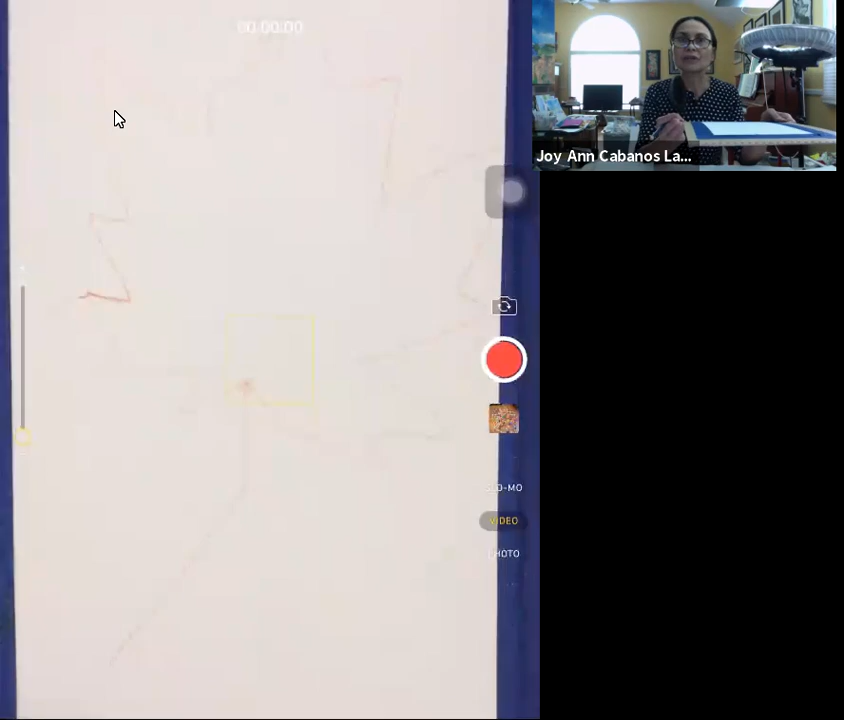 00:00:00
Joy Ann Cabanos La...
SLO-MO
VIDEO
PHOTO